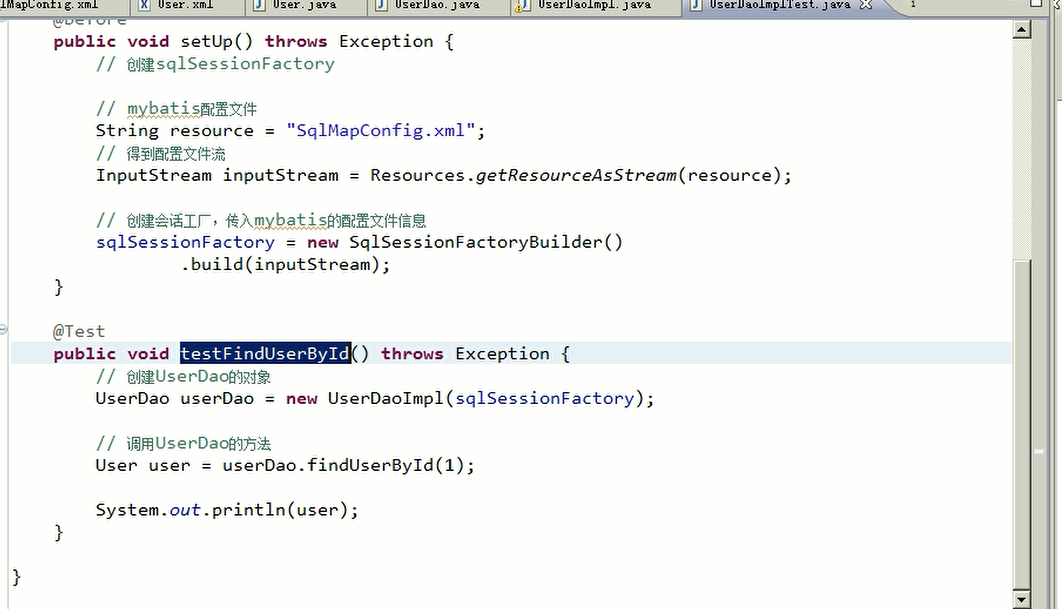 lMapConfig.xml User.xml User.java UserDao.java UserDaoImpl.java UserDaoImplTest.java 1
@Before
public void setUp() throws Exception {
// 创建sqlSessionFactory
// mybatis配置文件
String resource = "SqlMapConfig.xml";
// 得到配置文件流
InputStream inputStream = Resources.getResourceAsStream(resource);
// 创建会话工厂，传入mybatis的配置文件信息
sqlSessionFactory = new SqlSessionFactoryBuilder()
.build(inputStream);
}
@Test
public void testFindUserById() throws Exception {
// 创建UserDao的对象
UserDao userDao = new UserDaoImpl(sqlSessionFactory);
// 调用UserDao的方法
User user = userDao.findUserById(1);
System.out.println(user);
}
}